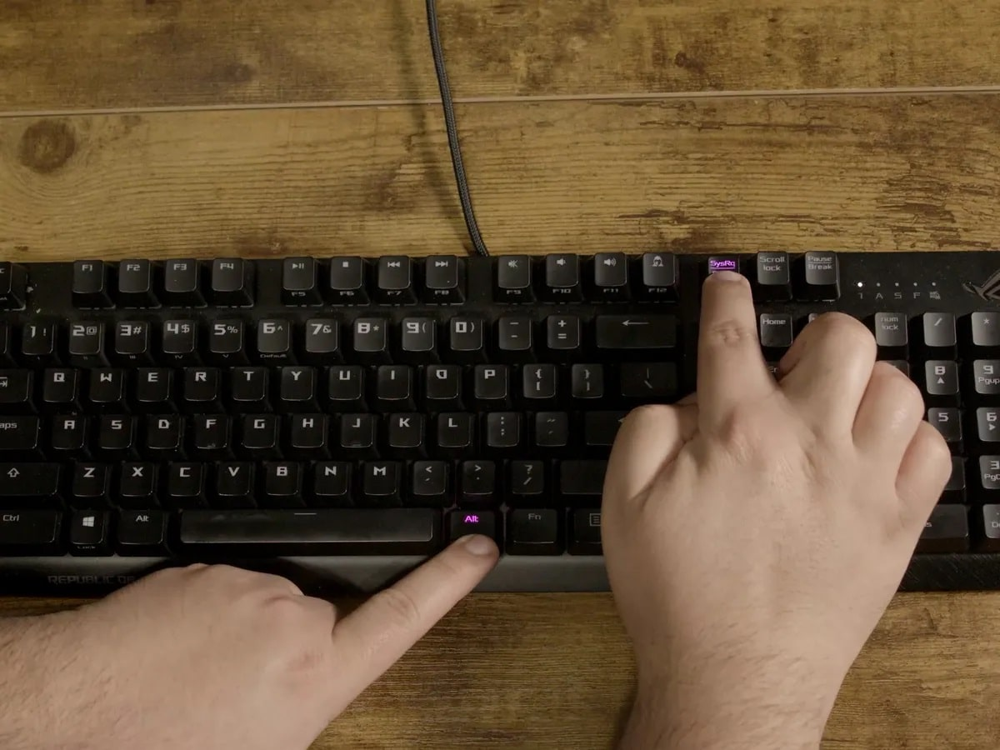 F1 F2 F3 F4 F5 F6 F7 F8 F9 F10 F11 F12 SysRq Scroll lock Pause Break
1 A S F
1! 2@ 3# 4$ 5% 6^ 7& 8* 9( 0) - _ + = ← Home num lock / *
Default
Q W E R T Y U I O P { [ } ] | \ 8 9 PgUp
aps A S D F G H J K L : ; 5 6
Z X C V B N M < , > . ? / 3 PgD
Ctrl Alt Alt Fn
Lock
REPUBLIC OF